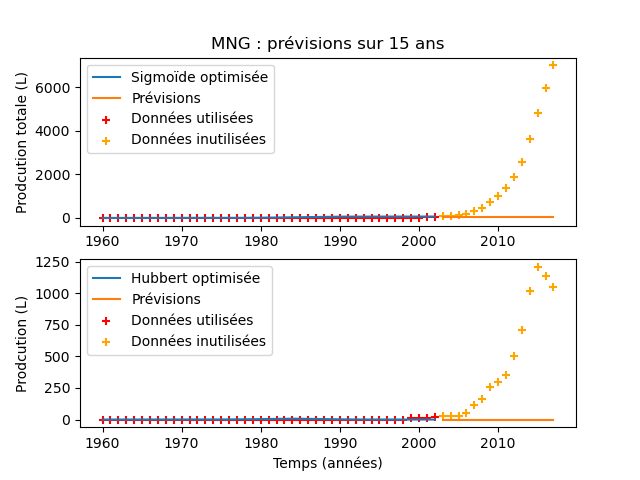 MNG : prévisions sur 15 ans
Prodcution totale (L)
6000
4000
2000
0
Sigmoïde optimisée
Prévisions
Données utilisées
Données inutilisées
1960 1970 1980 1990 2000 2010
Prodcution (L)
1250
1000
750
500
250
0
Hubbert optimisée
Prévisions
Données utilisées
Données inutilisées
1960 1970 1980 1990 2000 2010
Temps (années)